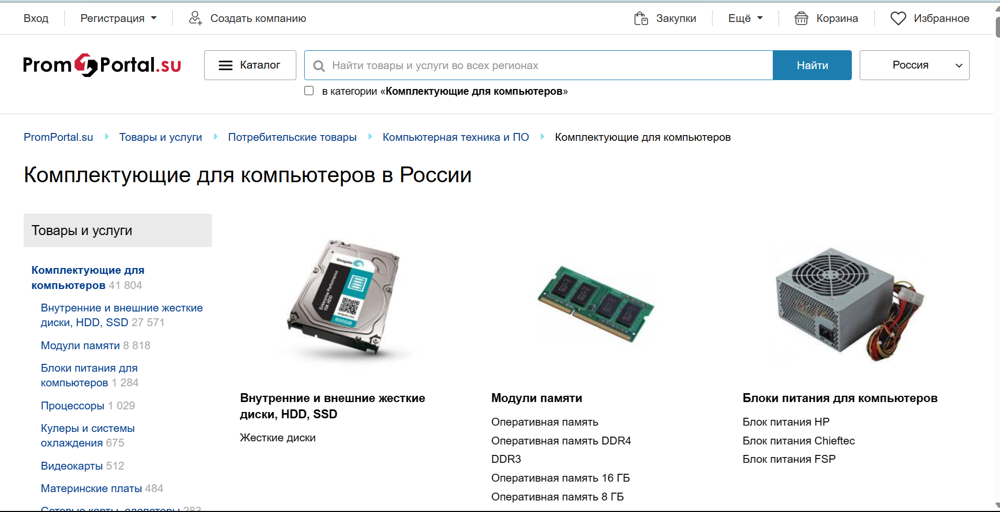 Вход
Регистрация
Создать компанию
Закупки
Ещё
Корзина
Избранное
PromPortal.su
Каталог
Найти товары и услуги во всех регионах
Найти
Россия
в категории «Комплектующие для компьютеров»
PromPortal.su
Товары и услуги
Потребительские товары
Компьютерная техника и ПО
Комплектующие для компьютеров
Комплектующие для компьютеров в России
Товары и услуги
Комплектующие для
компьютеров 41 804
Внутренние и внешние жесткие
диски, HDD, SSD 27 571
Модули памяти 8 818
Блоки питания для
компьютеров 1 284
Процессоры 1 029
Кулеры и системы
охлаждения 675
Видеокарты 512
Материнские платы 484
Сетевые карты, адаптеры 283
Seagate
Enterprise Performance
15K HDD
600GB
Внутренние и внешние жесткие
диски, HDD, SSD
Жесткие диски
Модули памяти
Оперативная память
Оперативная память DDR4
DDR3
Оперативная память 16 ГБ
Оперативная память 8 ГБ
Блоки питания для компьютеров
Блок питания HP
Блок питания Chieftec
Блок питания FSP